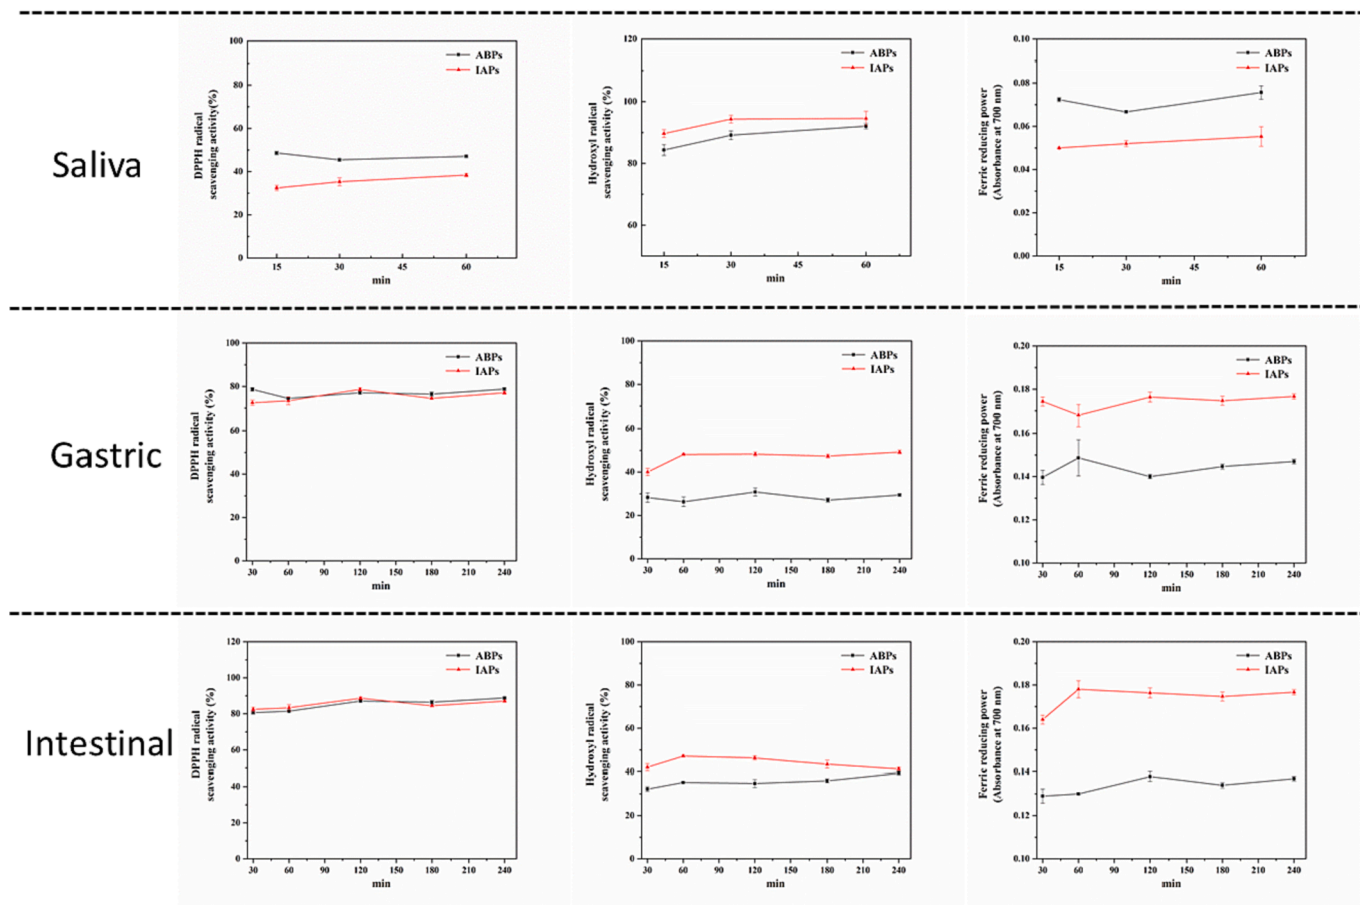 Saliva
DPPH radical
scavenging activity(%)
100
80
60
40
20
0
ABPs
IAPs
15 30 45 60
min
Hydroxyl radical
scavenging activity (%)
120
100
80
60
ABPs
IAPs
15 30 45 60
min
Ferric reducing power
(Absorbance at 700 nm)
0.10
0.08
0.06
0.04
0.02
0.00
ABPs
IAPs
15 30 45 60
min
Gastric
DPPH radical
scavenging activity (%)
100
80
60
40
20
0
ABPs
IAPs
30 60 90 120 150 180 210 240
min
Hydroxyl radical
scavenging activity (%)
100
80
60
40
20
0
ABPs
IAPs
30 60 90 120 150 180 210 240
min
Ferric reducing power
(Absorbance at 700 nm)
0.20
0.18
0.16
0.14
0.12
0.10
ABPs
IAPs
30 60 90 120 150 180 210 240
min
Intestinal
DPPH radical
scavenging activity (%)
120
100
80
60
40
20
0
ABPs
IAPs
30 60 90 120 150 180 210 240
min
Hydroxyl radical
scavenging activity (%)
100
80
60
40
20
0
ABPs
IAPs
30 60 90 120 150 180 210 240
min
Ferric reducing power
(Absorbance at 700 nm)
0.20
0.18
0.16
0.14
0.12
0.10
ABPs
IAPs
30 60 90 120 150 180 210 240
min